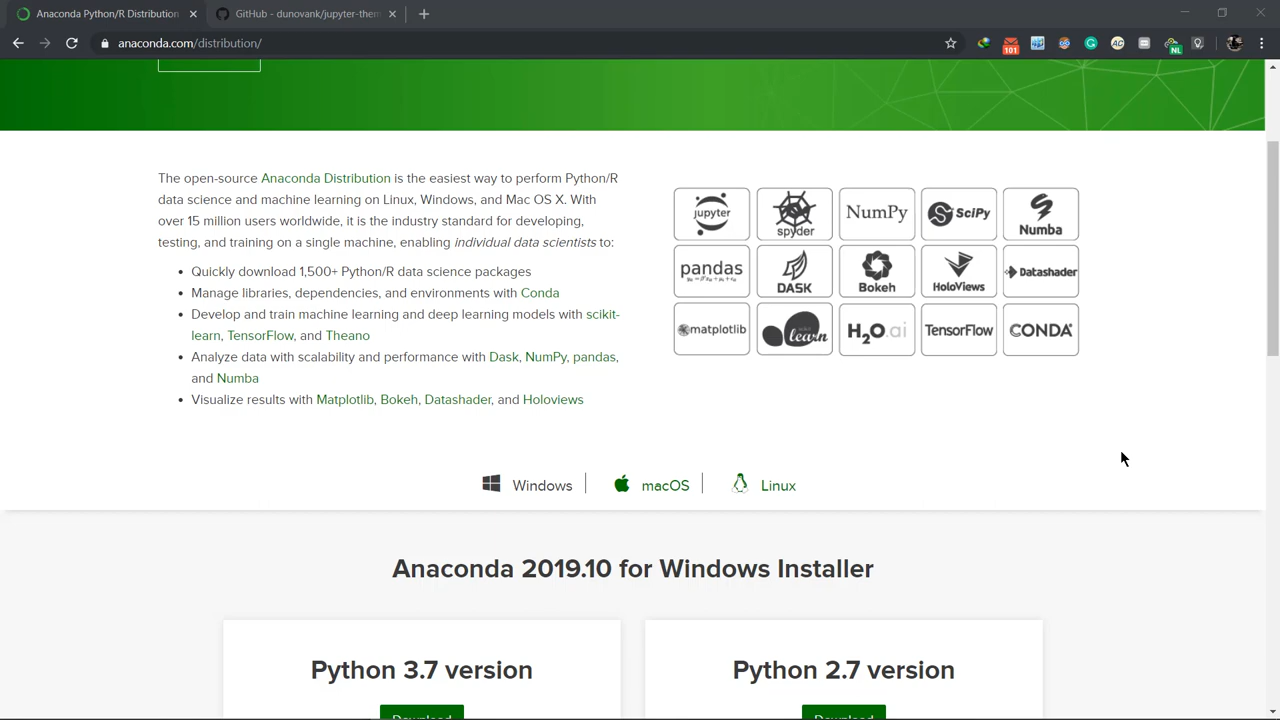 Anaconda Python/R Distribution
GitHub - dunovank/jupyter-them
anaconda.com/distribution/
101
AC
NL
The open-source Anaconda Distribution is the easiest way to perform Python/R
data science and machine learning on Linux, Windows, and Mac OS X. With
over 15 million users worldwide, it is the industry standard for developing,
testing, and training on a single machine, enabling individual data scientists to:
• Quickly download 1,500+ Python/R data science packages
• Manage libraries, dependencies, and environments with Conda
• Develop and train machine learning and deep learning models with scikit-
learn, TensorFlow, and Theano
• Analyze data with scalability and performance with Dask, NumPy, pandas,
and Numba
• Visualize results with Matplotlib, Bokeh, Datashader, and Holoviews
jupyter
spyder
NumPy
SciPy
Numba
pandas
DASK
Bokeh
HoloViews
Datashader
matplotlib
learn
H2O.ai
TensorFlow
CONDA
Windows
macOS
Linux
Anaconda 2019.10 for Windows Installer
Python 3.7 version
Python 2.7 version
Download
Download